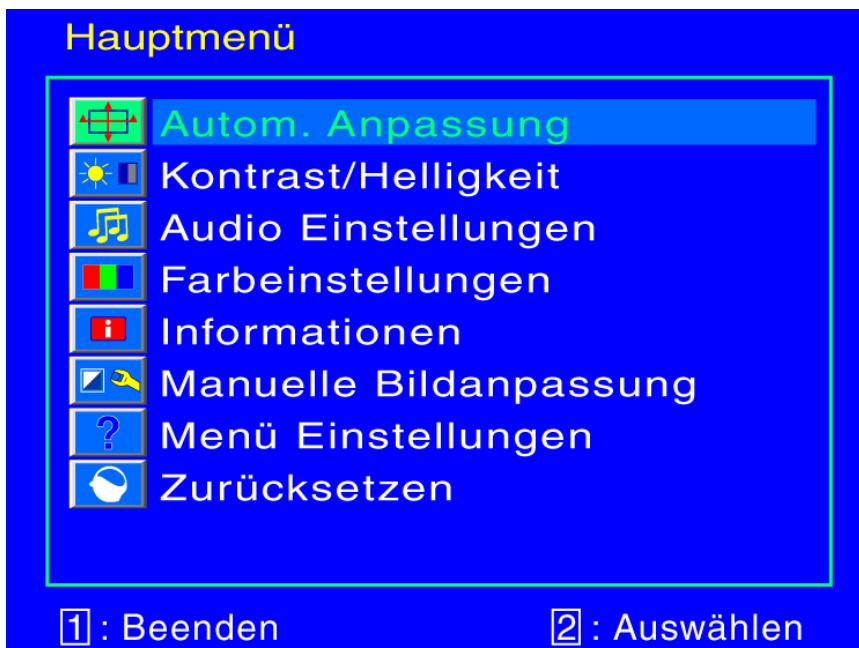 Hauptmenü
Autom. Anpassung
Kontrast/Helligkeit
Audio Einstellungen
Farbeinstellungen
i Informationen
Manuelle Bildanpassung
? Menü Einstellungen
Zurücksetzen
1 : Beenden 2 : Auswählen